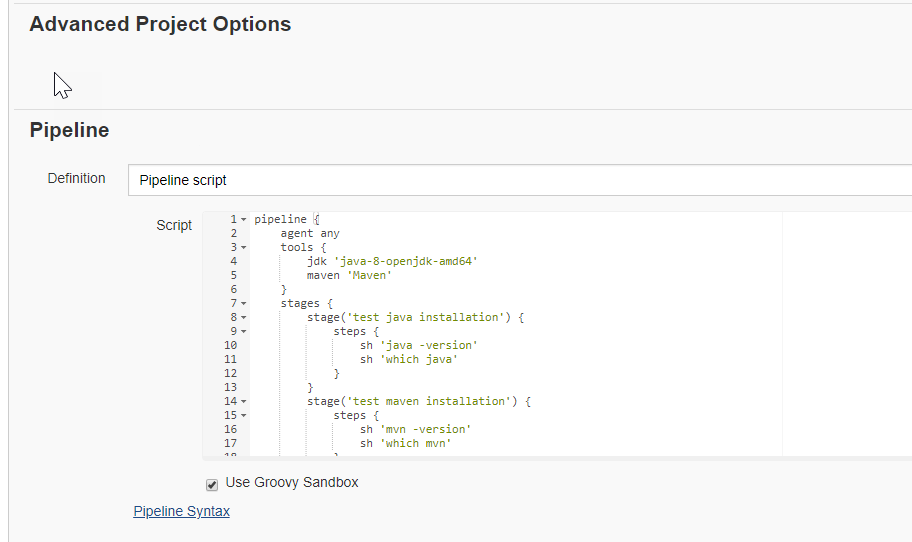 Advanced Project Options
Pipeline
Definition
Pipeline script
Script
1 pipeline {
2     agent any
3     tools {
4         jdk 'java-8-openjdk-amd64'
5         maven 'Maven'
6     }
7     stages {
8         stage('test java installation') {
9             steps {
10                 sh 'java -version'
11                 sh 'which java'
12             }
13         }
14         stage('test maven installation') {
15             steps {
16                 sh 'mvn -version'
17                 sh 'which mvn'
Use Groovy Sandbox
Pipeline Syntax